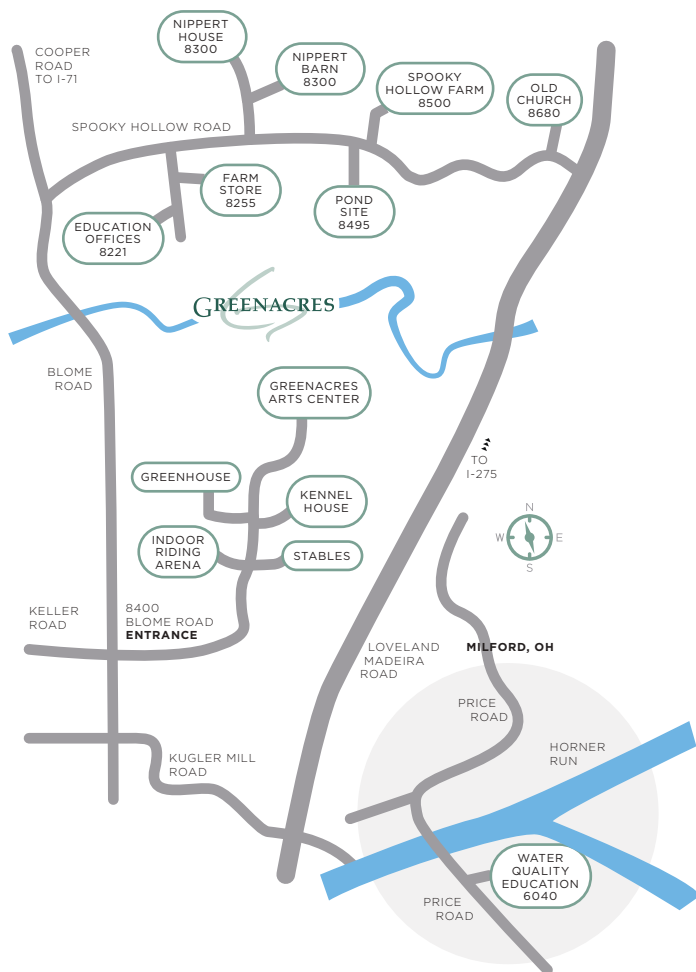 NIPPERT
HOUSE
8300
COOPER
ROAD
TO I-71
NIPPERT
BARN
8300
SPOOKY
HOLLOW FARM
8500
OLD
CHURCH
8680
SPOOKY HOLLOW ROAD
FARM
STORE
8255
POND
SITE
8495
EDUCATION
OFFICES
8221
GREENACRES
BLOME
ROAD
GREENACRES
ARTS CENTER
TO
I-275
GREENHOUSE
KENNEL
HOUSE
N
W
E
S
INDOOR
RIDING
ARENA
STABLES
KELLER
ROAD
8400
BLOME ROAD
ENTRANCE
LOVELAND
MADEIRA
ROAD
MILFORD, OH
PRICE
ROAD
KUGLER MILL
ROAD
HORNER
RUN
WATER
QUALITY
EDUCATION
6040
PRICE
ROAD